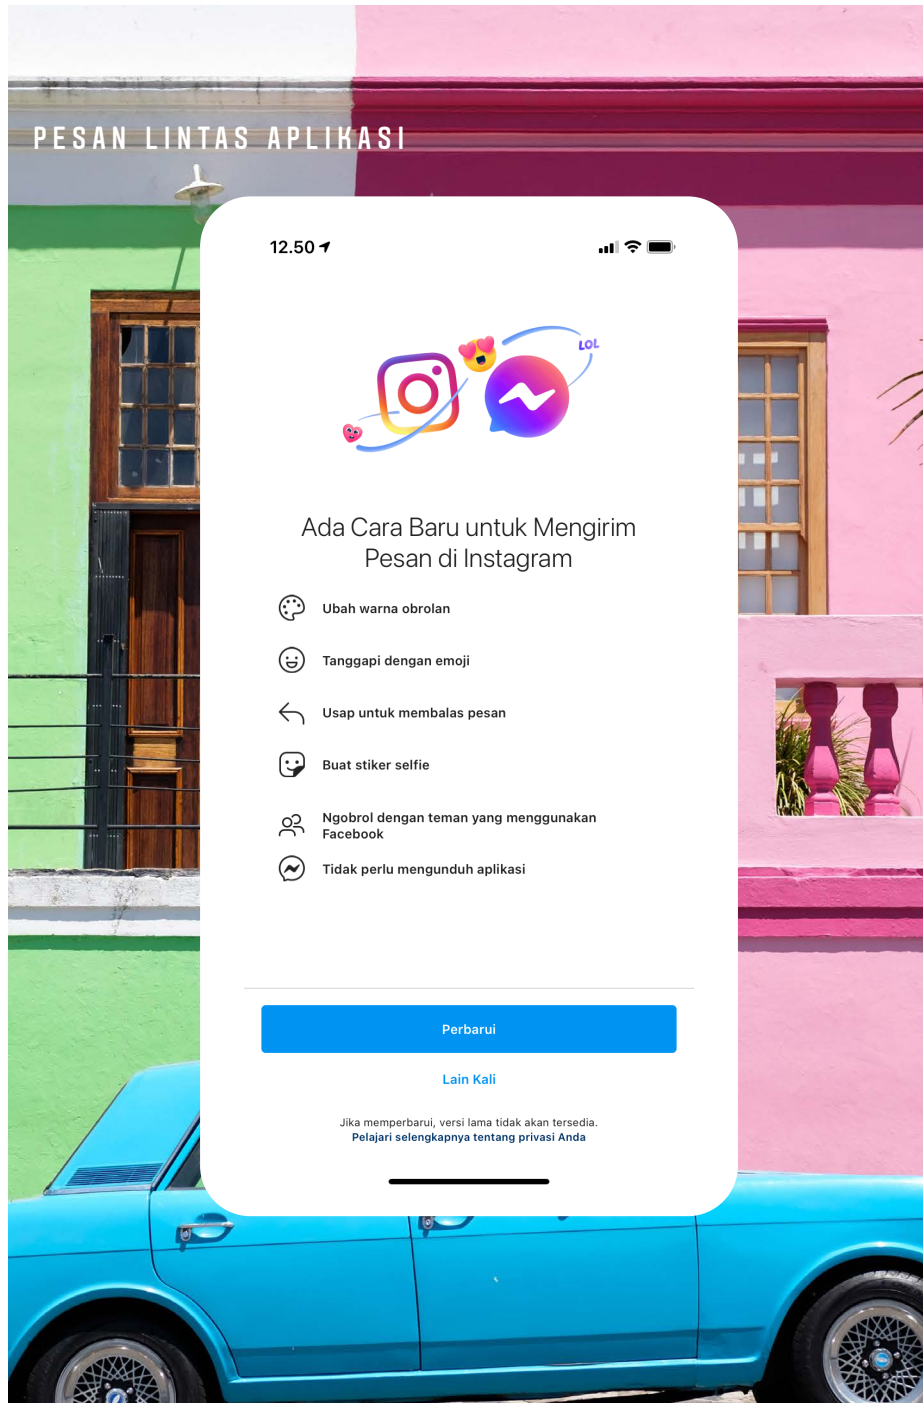 PESAN LINTAS APLIKASI
12.50
LOL
Ada Cara Baru untuk Mengirim
Pesan di Instagram
Ubah warna obrolan
Tanggapi dengan emoji
Usap untuk membalas pesan
Buat stiker selfie
Ngobrol dengan teman yang menggunakan
Facebook
Tidak perlu mengunduh aplikasi
Perbarui
Lain Kali
Jika memperbarui, versi lama tidak akan tersedia.
Pelajari selengkapnya tentang privasi Anda